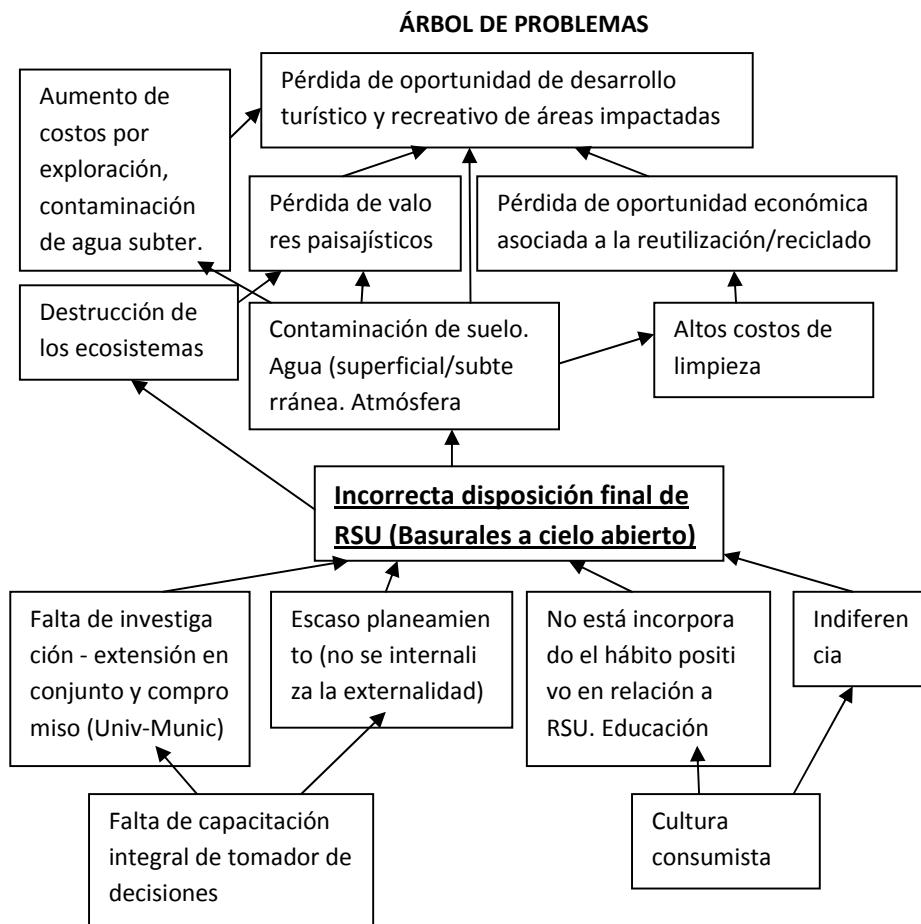 ÁRBOL DE PROBLEMAS
Aumento de
costos por
exploración,
contaminación
de agua subter.
Pérdida de oportunidad de desarrollo
turístico y recreativo de áreas impactadas
Pérdida de valo
res paisajísticos
Pérdida de oportunidad económica
asociada a la reutilización/reciclado
Destrucción de
los ecosistemas
Contaminación de suelo.
Agua (superficial/subte
rránea. Atmósfera
Altos costos de
limpieza
Incorrecta disposición final de
RSU (Basurales a cielo abierto)
Falta de investiga
ción - extensión en
conjunto y compro
miso (Univ-Munic)
Escaso planeamien
to (no se internali
za la externalidad)
No está incorpora
do el hábito positi
vo en relación a
RSU. Educación
Indiferen
cia
Falta de capacitación
integral de tomador de
decisiones
Cultura
consumista